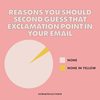 REASONS YOU SHOULD
SECOND GUESS THAT
EXCLAMATION POINT IN
YOUR EMAIL
NONE
NONE IN YELLOW